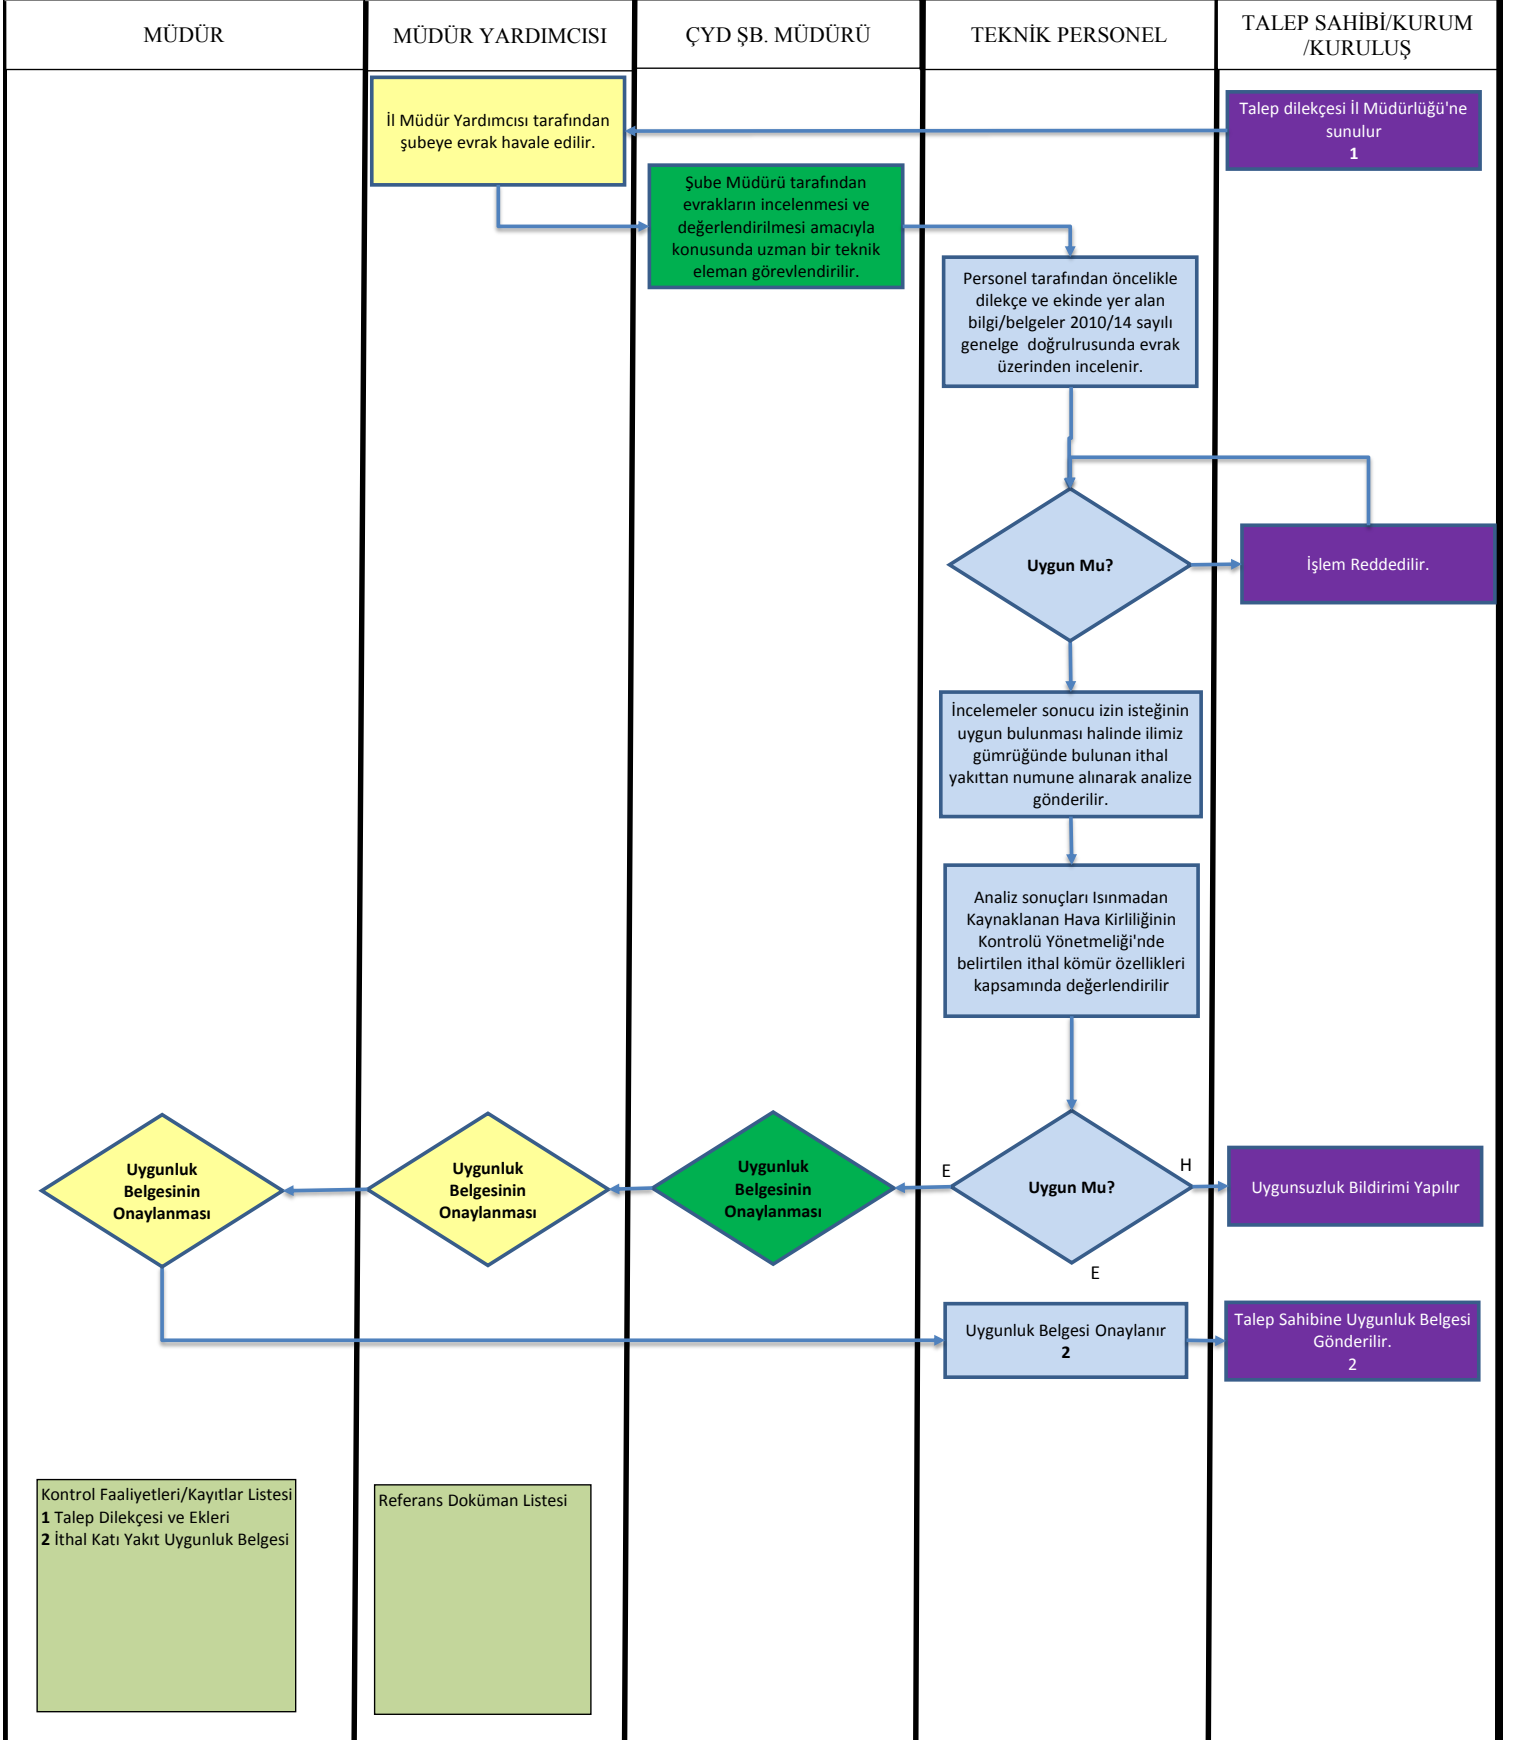 MÜDÜR
MÜDÜR YARDIMCISI
ÇYD ŞB. MÜDÜRÜ
TEKNİK PERSONEL
TALEP SAHİBİ/KURUM
/KURULUŞ
Talep dilekçesi İl Müdürlüğü'ne
sunulur
1
İl Müdür Yardımcısı tarafından
şubeye evrak havale edilir.
Şube Müdürü tarafından
evrakların incelenmesi ve
değerlendirilmesi amacıyla
konusunda uzman bir teknik
eleman görevlendirilir.
Personel tarafından öncelikle
dilekçe ve ekinde yer alan
bilgi/belgeler 2010/14 sayılı
genelge  doğrulrusunda evrak
üzerinden incelenir.
Uygun Mu?
İşlem Reddedilir.
İncelemeler sonucu izin isteğinin
uygun bulunması halinde ilimiz
gümrüğünde bulunan ithal
yakıttan numune alınarak analize
gönderilir.
Analiz sonuçları Isınmadan
Kaynaklanan Hava Kirliliğinin
Kontrolü Yönetmeliği'nde
belirtilen ithal kömür özellikleri
kapsamında değerlendirilir
Uygunluk
Belgesinin
Onaylanması
Uygunluk
Belgesinin
Onaylanması
Uygunluk
Belgesinin
Onaylanması
E
Uygun Mu?
H
Uygunsuzluk Bildirimi Yapılır
E
Uygunluk Belgesi Onaylanır
2
Talep Sahibine Uygunluk Belgesi
Gönderilir.
2
Kontrol Faaliyetleri/Kayıtlar Listesi
1 Talep Dilekçesi ve Ekleri
2 İthal Katı Yakıt Uygunluk Belgesi
Referans Doküman Listesi